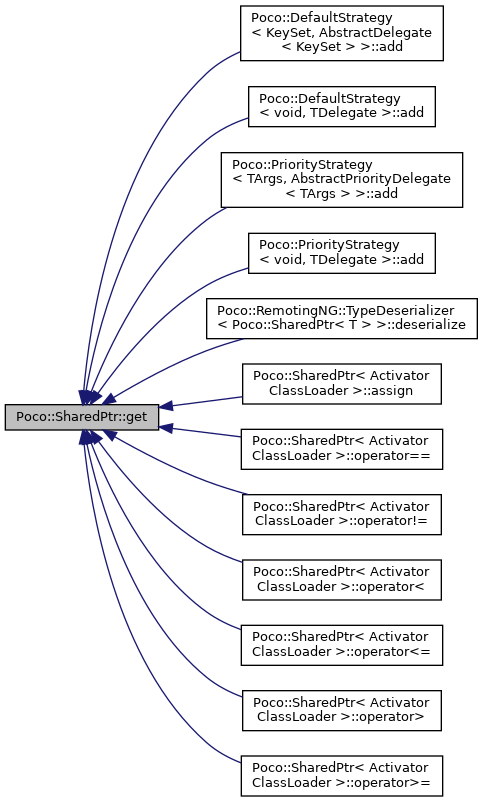 Poco::DefaultStrategy
< KeySet, AbstractDelegate
< KeySet > >::add
Poco::DefaultStrategy
< void, TDelegate >::add
Poco::PriorityStrategy
< TArgs, AbstractPriorityDelegate
< TArgs > >::add
Poco::PriorityStrategy
< void, TDelegate >::add
Poco::RemotingNG::TypeDeserializer
< Poco::SharedPtr< T > >::deserialize
Poco::SharedPtr< Activator
ClassLoader >::assign
Poco::SharedPtr::get
Poco::SharedPtr< Activator
ClassLoader >::operator==
Poco::SharedPtr< Activator
ClassLoader >::operator!=
Poco::SharedPtr< Activator
ClassLoader >::operator<
Poco::SharedPtr< Activator
ClassLoader >::operator<=
Poco::SharedPtr< Activator
ClassLoader >::operator>
Poco::SharedPtr< Activator
ClassLoader >::operator>=